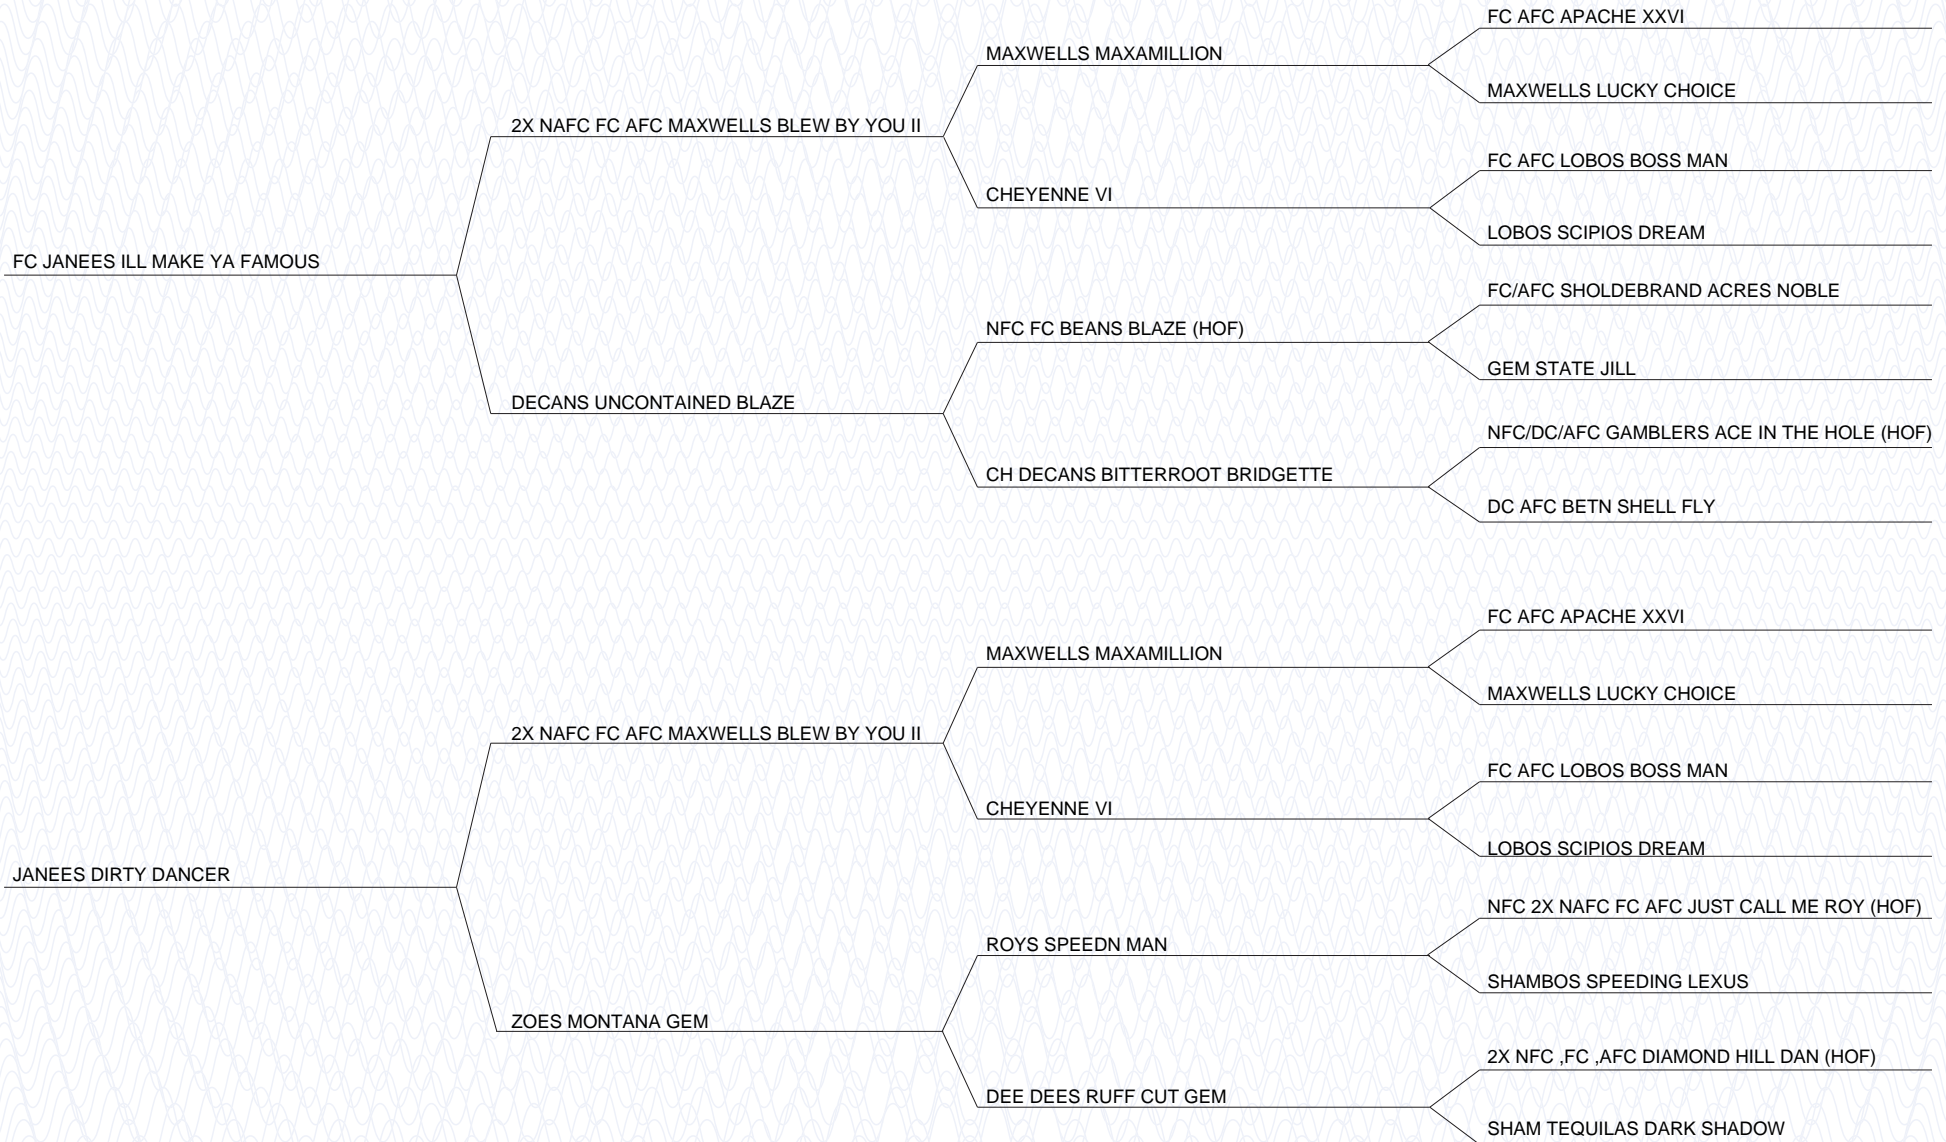 FC AFC APACHE XXVI
MAXWELLS MAXAMILLION
MAXWELLS LUCKY CHOICE
2X NAFC FC AFC MAXWELLS BLEW BY YOU II
FC AFC LOBOS BOSS MAN
CHEYENNE VI
LOBOS SCIPIOS DREAM
FC JANEES ILL MAKE YA FAMOUS
FC/AFC SHOLDEBRAND ACRES NOBLE
NFC FC BEANS BLAZE (HOF)
GEM STATE JILL
DECANS UNCONTAINED BLAZE
NFC/DC/AFC GAMBLERS ACE IN THE HOLE (HOF)
CH DECANS BITTERROOT BRIDGETTE
DC AFC BETN SHELL FLY
FC AFC APACHE XXVI
MAXWELLS MAXAMILLION
MAXWELLS LUCKY CHOICE
2X NAFC FC AFC MAXWELLS BLEW BY YOU II
FC AFC LOBOS BOSS MAN
CHEYENNE VI
LOBOS SCIPIOS DREAM
JANEES DIRTY DANCER
NFC 2X NAFC FC AFC JUST CALL ME ROY (HOF)
ROYS SPEEDN MAN
SHAMBOS SPEEDING LEXUS
ZOES MONTANA GEM
2X NFC ,FC ,AFC DIAMOND HILL DAN (HOF)
DEE DEES RUFF CUT GEM
SHAM TEQUILAS DARK SHADOW